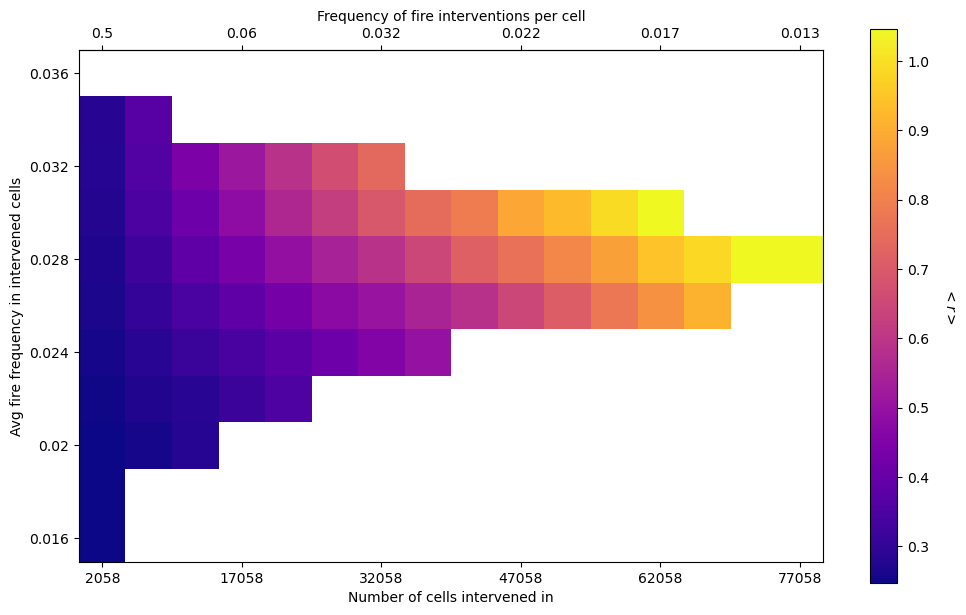 Frequency of fire interventions per cell
0.5 0.06 0.032 0.022 0.017 0.013
0.036
0.032
0.028
0.024
0.02
0.016
Avg fire frequency in intervened cells
2058 17058 32058 47058 62058 77058
Number of cells intervened in
1.0
0.9
0.8
0.7
0.6
0.5
0.4
0.3
< r >